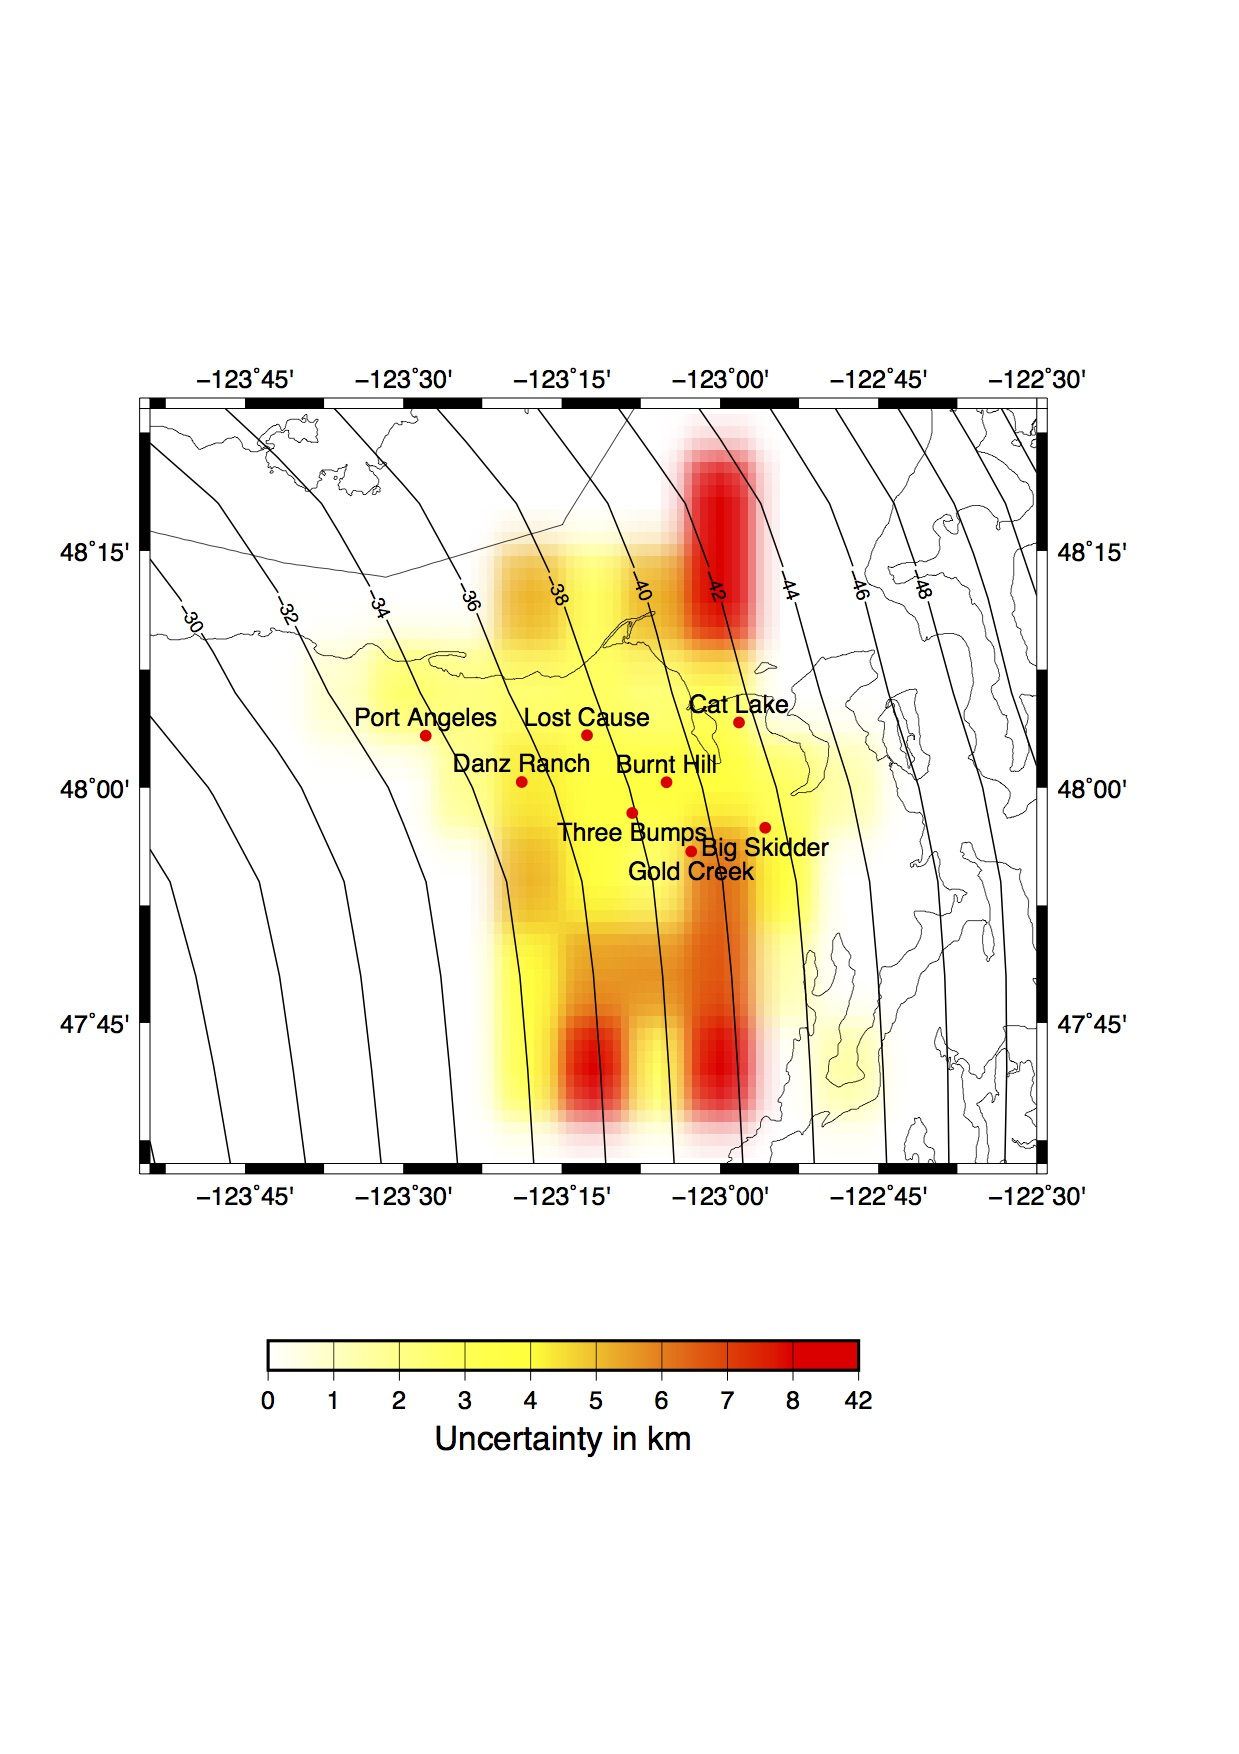 −123˚45' −123˚30' −123˚15' −123˚00' −122˚45' −122˚30'
48˚15' 48˚15'
−30 −32 −34 −36 −38 −40 −42 −44 −46 −48
Cat Lake
Port Angeles Lost Cause
Danz Ranch Burnt Hill
48˚00' 48˚00'
Three Bumps
Big Skidder
Gold Creek
47˚45' 47˚45'
−123˚45' −123˚30' −123˚15' −123˚00' −122˚45' −122˚30'
0 1 2 3 4 5 6 7 8 42
Uncertainty in km